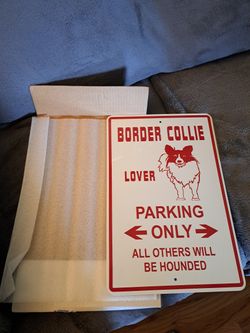 BORDER COLLIE
LOVER
PARKING
ONLY
ALL OTHERS WILL
BE HOUNDED